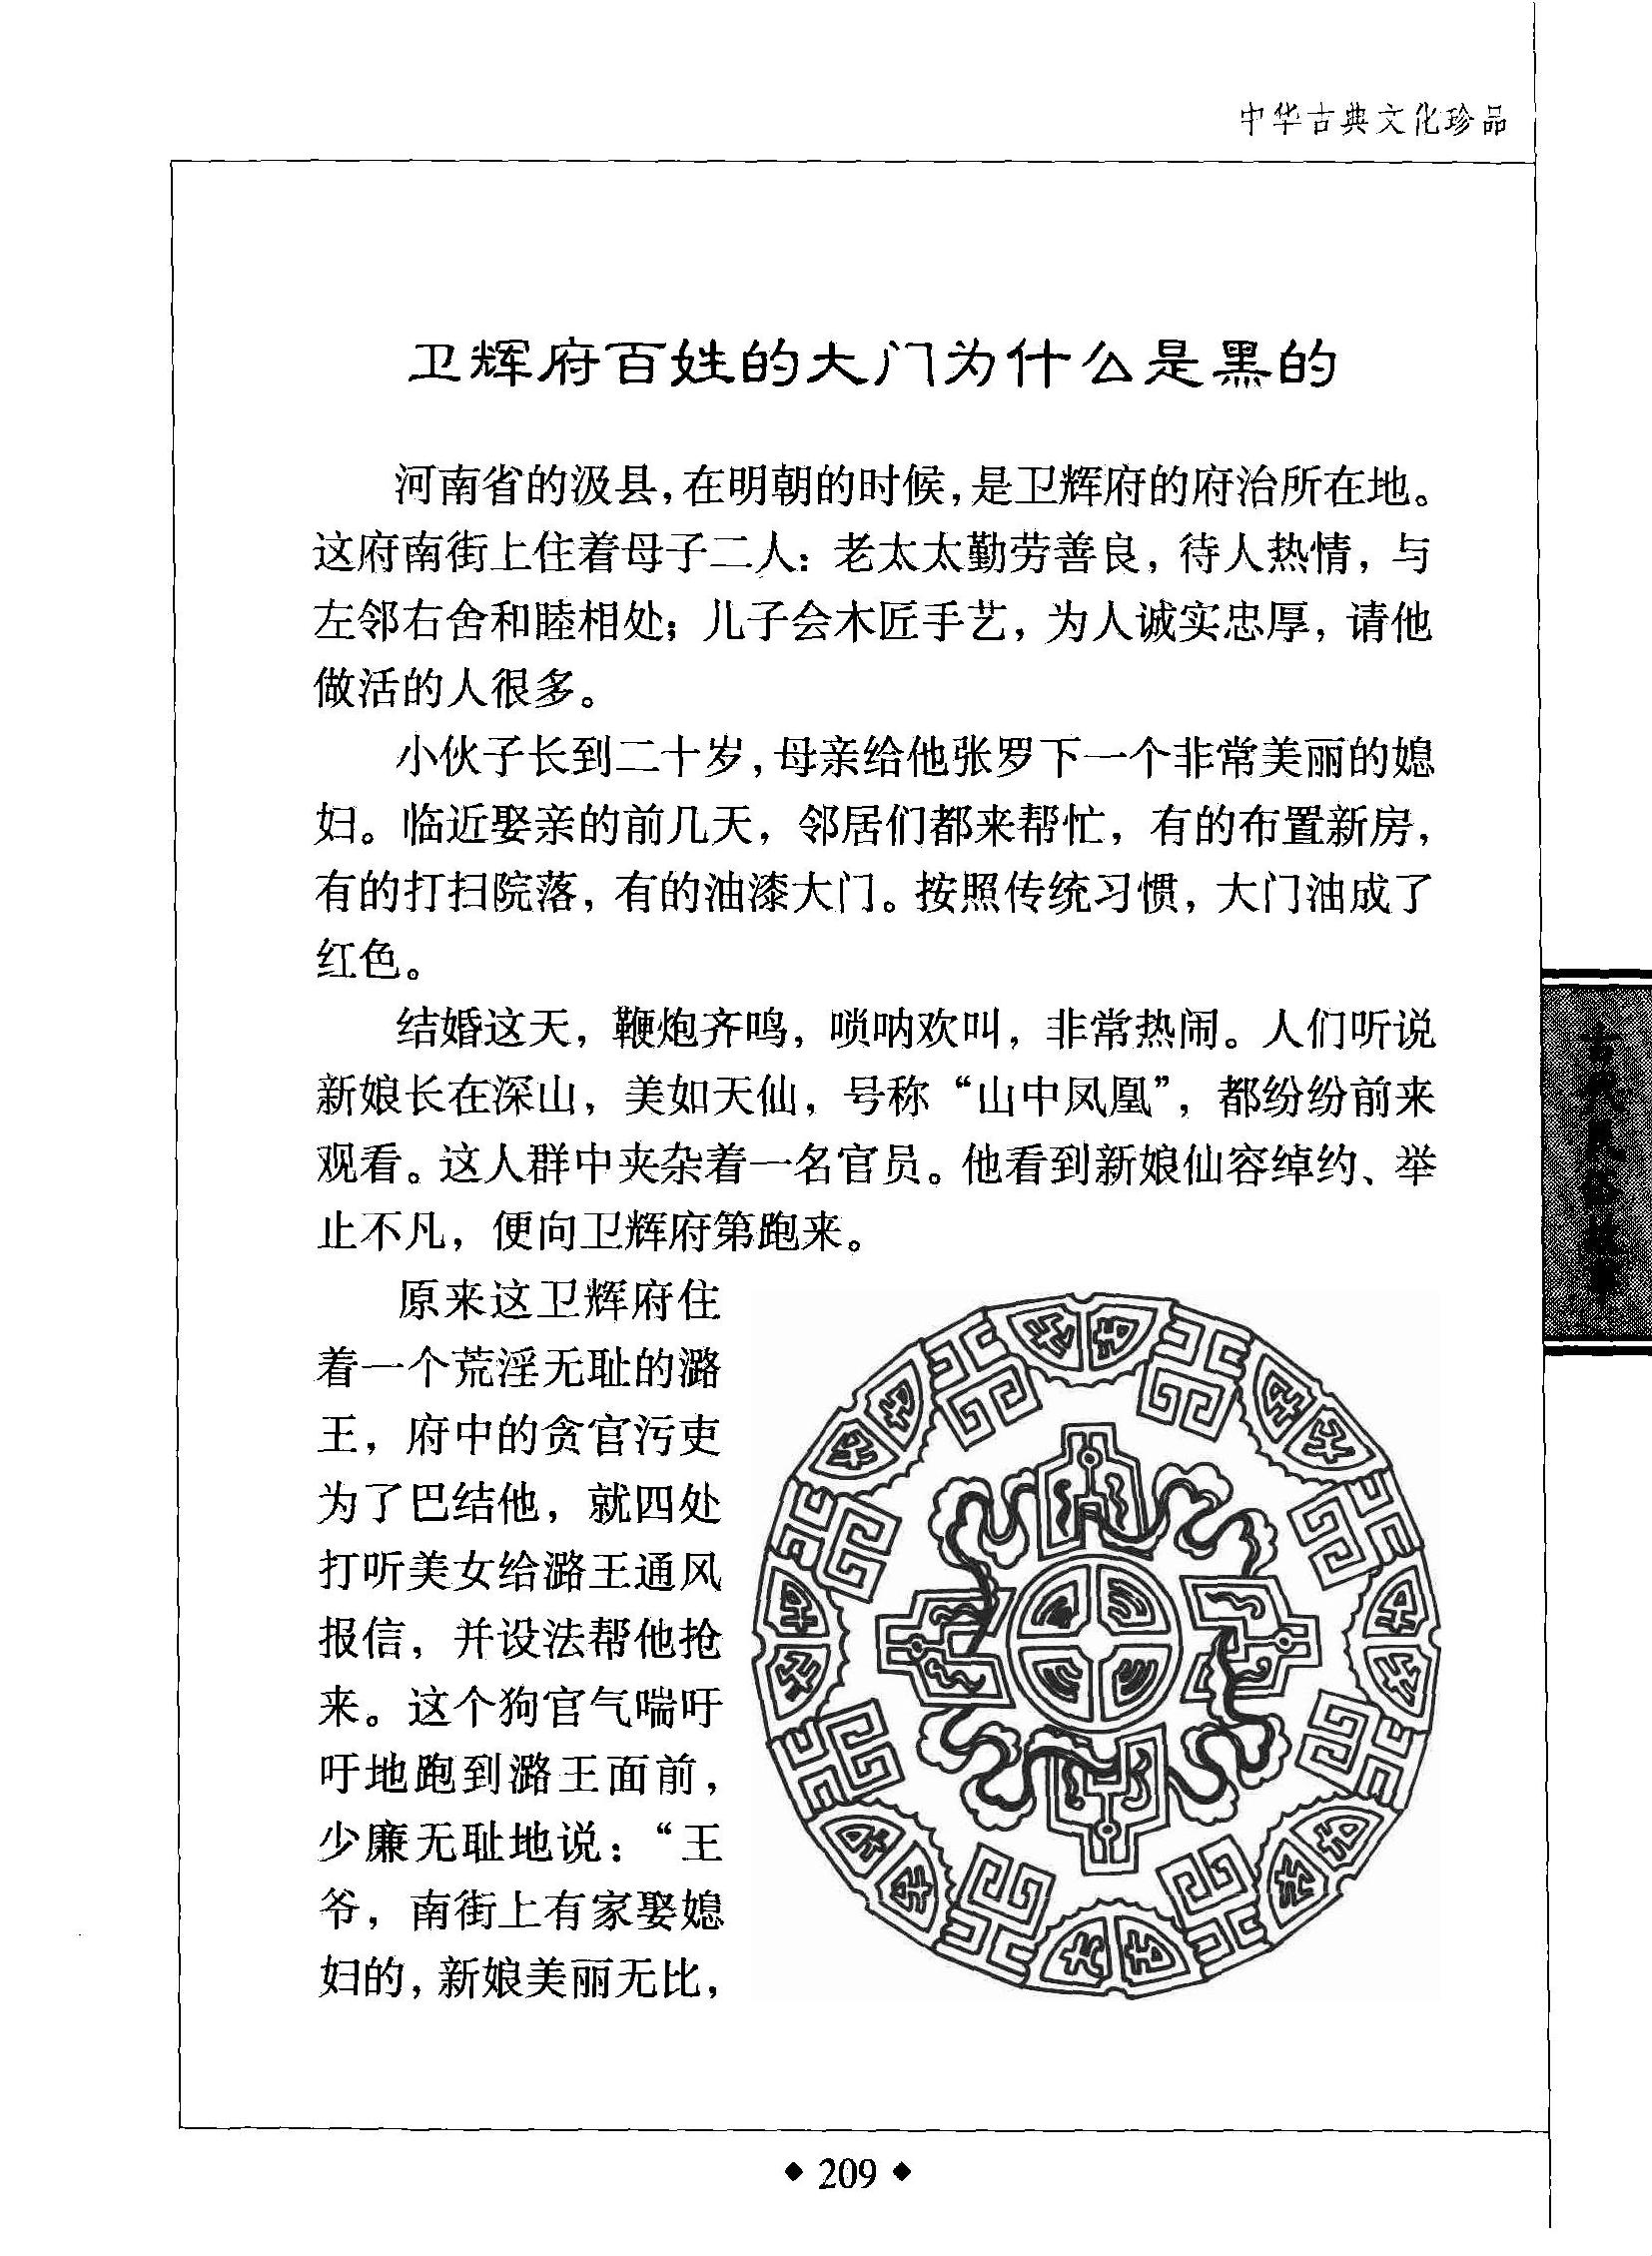 中华古典文化珍品
卫辉府百姓的大门为什么是黑的
河南省的汲县，在明朝的时候，是卫辉府的府治所在地。
这府南街上住着母子二人：老太太勤劳善良，待人热情，与
左邻右舍和睦相处；儿子会木匠手艺，为人诚实忠厚，请他
做活的人很多。
小伙子长到二十岁，母亲给他张罗下一个非常美丽的媳
妇。临近娶亲的前几天，邻居们都来帮忙，有的布置新房，
有的打扫院落，有的油漆大门。按照传统习惯，大门油成了
红色。
结婚这天，鞭炮齐鸣，唢呐欢叫，非常热闹。人们听说
新娘长在深山，美如天仙，号称“山中凤凰”，都纷纷前来
观看。这人群中夹杂着一名官员。他看到新娘仙容绰约、举
止不凡，便向卫辉府第跑来。
原来这卫辉府住
着一个荒淫无耻的潞
王，府中的贪官污吏
为了巴结他，就四处
打听美女给潞王通风
报信，并设法帮他抢
来。这个狗官气喘吁
吁地跑到潞王面前，
少廉无耻地说：“王
爷，南街上有家娶媳
妇的，新娘美丽无比，
古代民俗故事
◆ 209 ◆